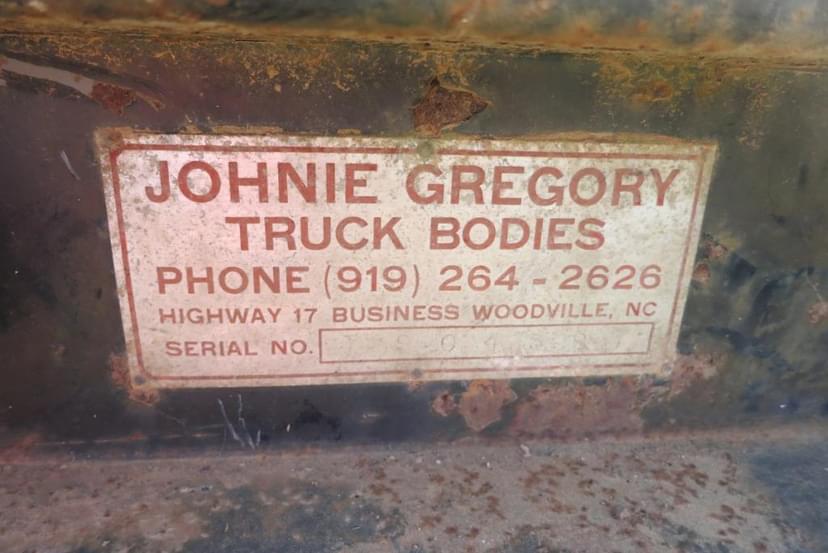 JOHNIE GREGORY
TRUCK BODIES
PHONE (919) 264-2626
HIGHWAY 17 BUSINESS WOODVILLE, NC
SERIAL NO.